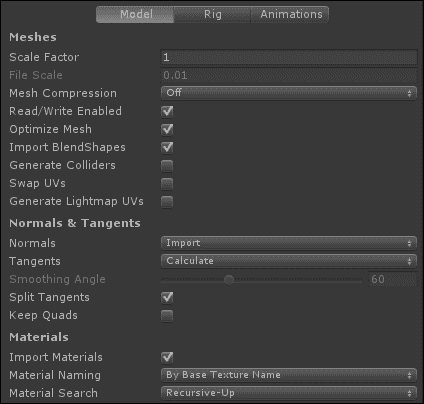 Model Rig Animations
Meshes
Scale Factor 1
File Scale 0.01
Mesh Compression Off
Read/Write Enabled
Optimize Mesh
Import BlendShapes
Generate Colliders
Swap UVs
Generate Lightmap UVs
Normals & Tangents
Normals Import
Tangents Calculate
Smoothing Angle 60
Split Tangents
Keep Quads
Materials
Import Materials
Material Naming By Base Texture Name
Material Search Recursive-Up